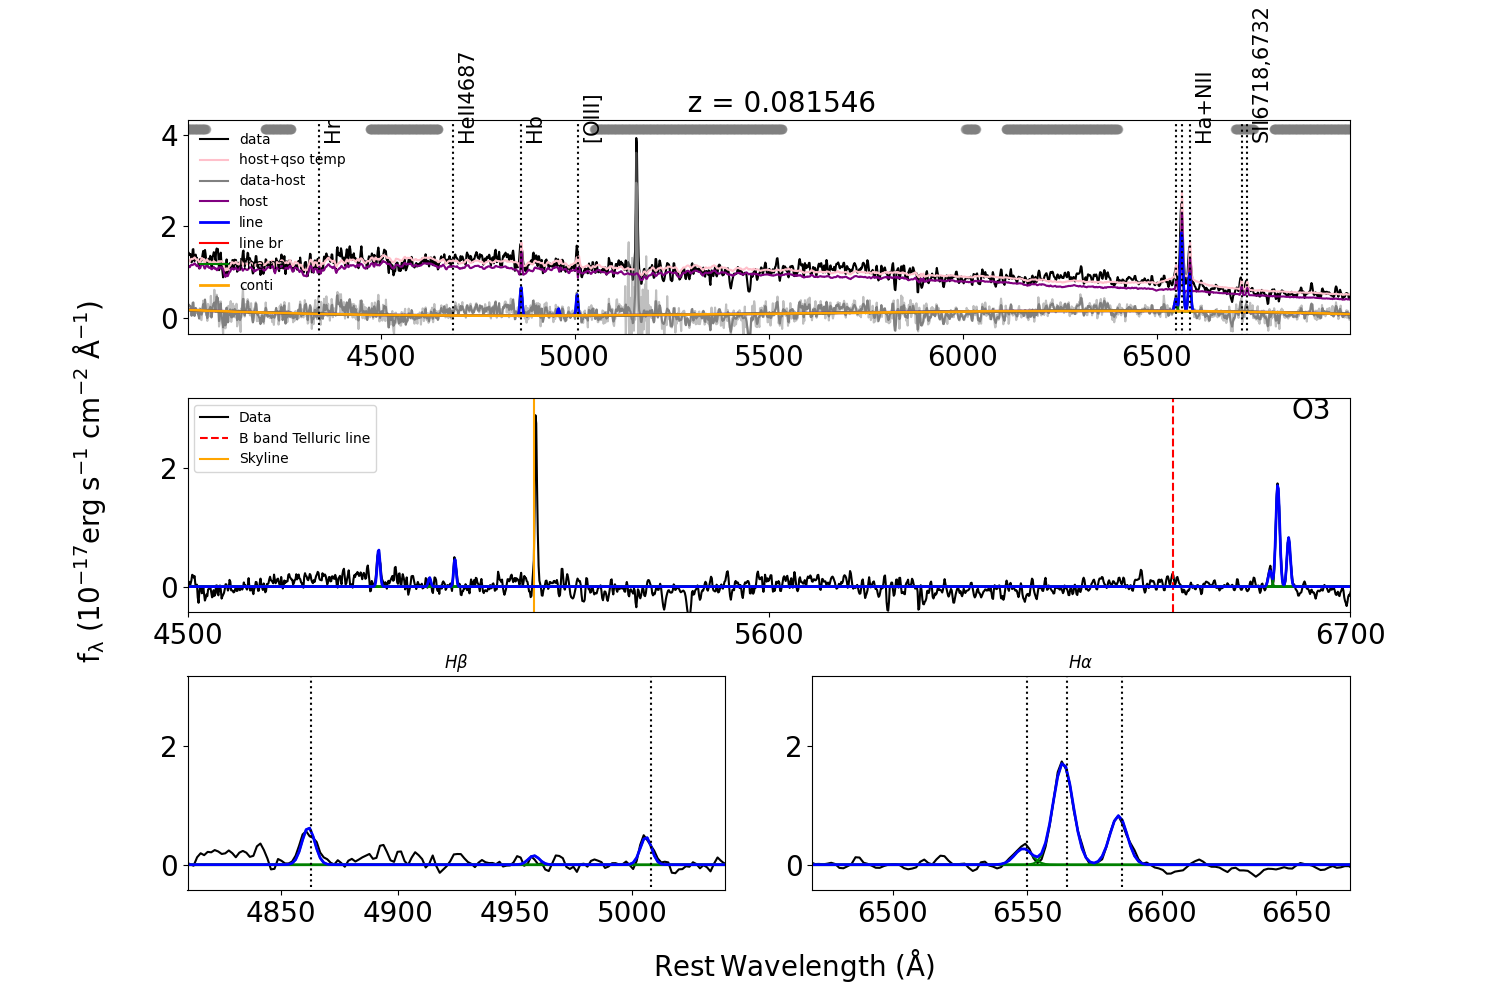 z = 0.081546
Hr
HeII4687
Hb
[OIII]
Ha+NII
SII6718,6732
data
host+qso temp
data-host
host
line
line br
conti
4
2
0
4500 5000 5500 6000 6500
fλ (10⁻¹⁷erg s⁻¹ cm⁻² Å⁻¹)
O3
Data
B band Telluric line
Skyline
2
0
4500 5600 6700
Hβ
2
0
4850 4900 4950 5000
Hα
2
0
6500 6550 6600 6650
Rest Wavelength (Å)